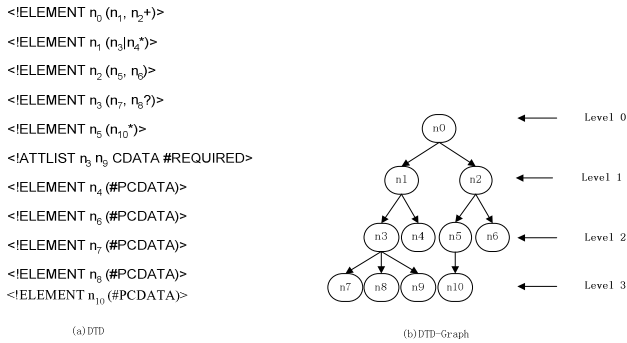 <!ELEMENT n₀ (n₁, n₂+)>
<!ELEMENT n₁ (n₃|n₄*)>
<!ELEMENT n₂ (n₅, n₆)>
<!ELEMENT n₃ (n₇, n₈?)>
<!ELEMENT n₅ (n₁₀*)>
<!ATTLIST n₃ n₉ CDATA #REQUIRED>
<!ELEMENT n₄ (#PCDATA)>
<!ELEMENT n₆ (#PCDATA)>
<!ELEMENT n₇ (#PCDATA)>
<!ELEMENT n₈ (#PCDATA)>
<!ELEMENT n₁₀ (#PCDATA)>
(a)DTD
n0 Level 0
n1 n2 Level 1
n3 n4 n5 n6 Level 2
n7 n8 n9 n10 Level 3
(b)DTD-Graph